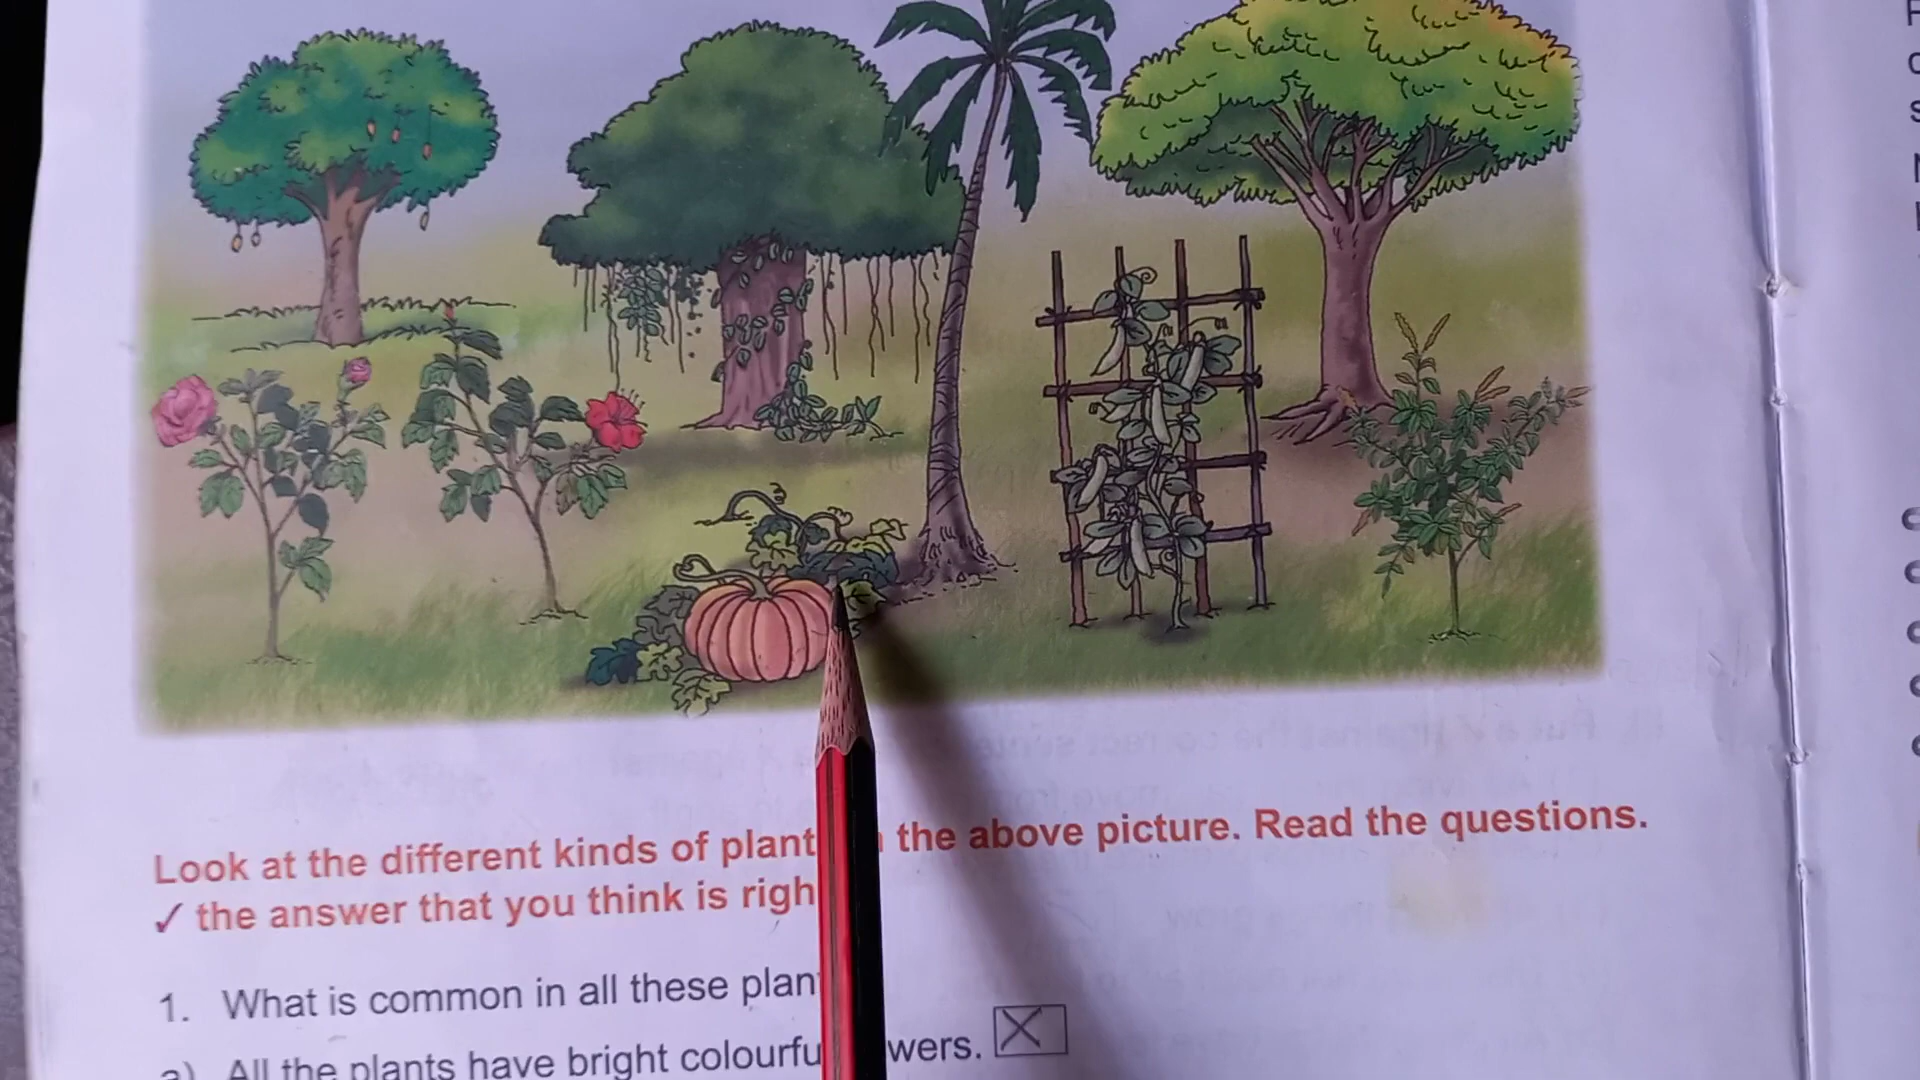 Look at the different kinds of plant the above picture. Read the questions.
✓ the answer that you think is righ
1. What is common in all these plan
a) All the plants have bright colourfu wers. X